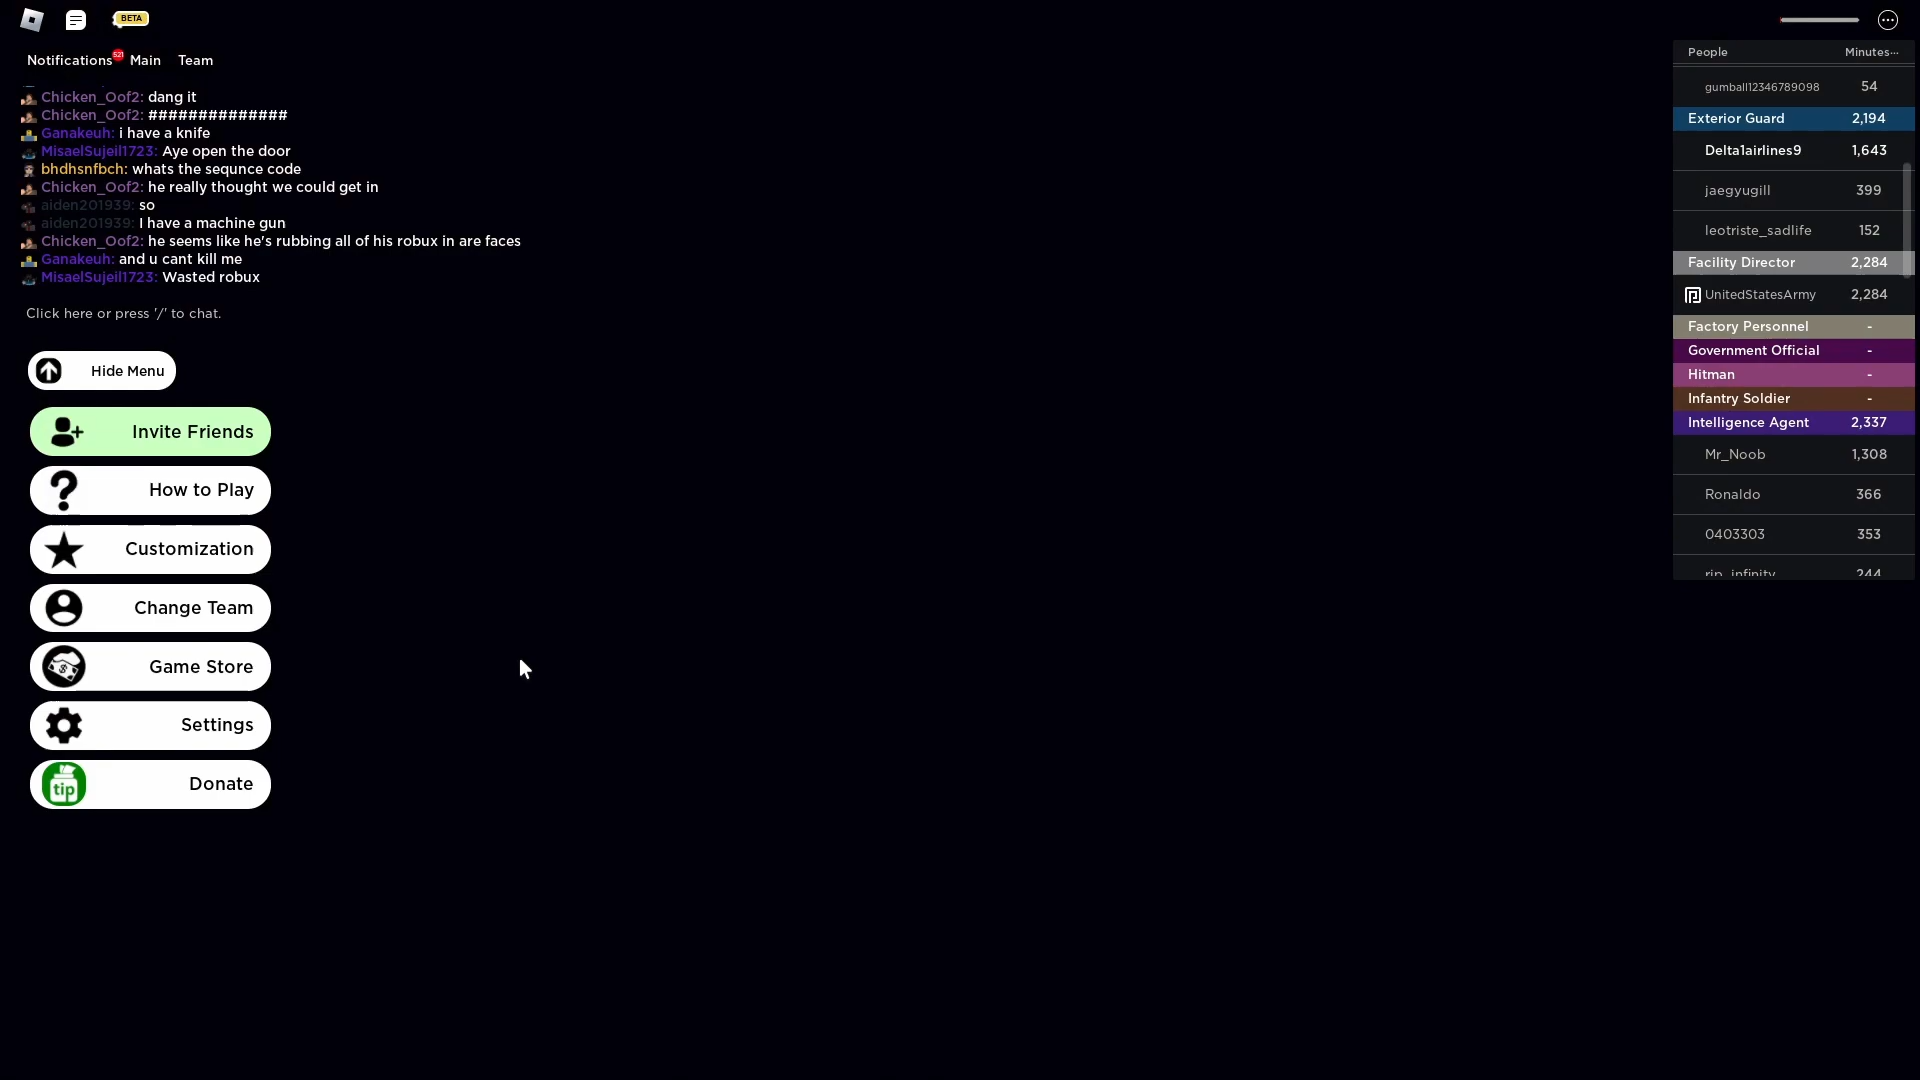 BETA
Notifications 521 Main Team
Chicken_Oof2: dang it
Chicken_Oof2: ##############
Ganakeuh: i have a knife
MisaelSujeil1723: Aye open the door
bhdhsnfbch: whats the sequnce code
Chicken_Oof2: he really thought we could get in
aiden201939: so
aiden201939: I have a machine gun
Chicken_Oof2: he seems like he's rubbing all of his robux in are faces
Ganakeuh: and u cant kill me
MisaelSujeil1723: Wasted robux
Click here or press '/' to chat.
Hide Menu
Invite Friends
How to Play
Customization
Change Team
Game Store
Settings
tip Donate
People Minutes...
gumball12346789098 54
Exterior Guard 2,194
Delta1airlines9 1,643
jaegyugill 399
leotriste_sadlife 152
Facility Director 2,284
UnitedStatesArmy 2,284
Factory Personnel -
Government Official -
Hitman -
Infantry Soldier -
Intelligence Agent 2,337
Mr_Noob 1,308
Ronaldo 366
0403303 353
rip_infinity 244